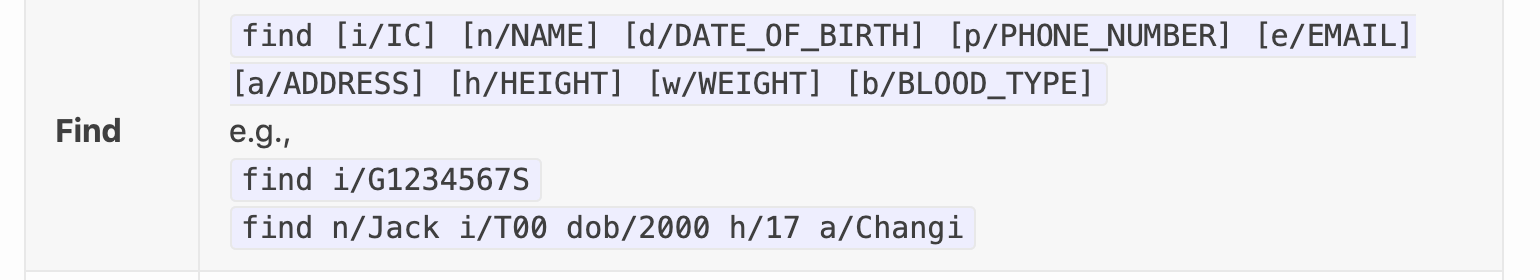 find [i/IC] [n/NAME] [d/DATE_OF_BIRTH] [p/PHONE_NUMBER] [e/EMAIL]
[a/ADDRESS] [h/HEIGHT] [w/WEIGHT] [b/BLOOD_TYPE]
Find
e.g.,
find i/G1234567S
find n/Jack i/T00 dob/2000 h/17 a/Changi